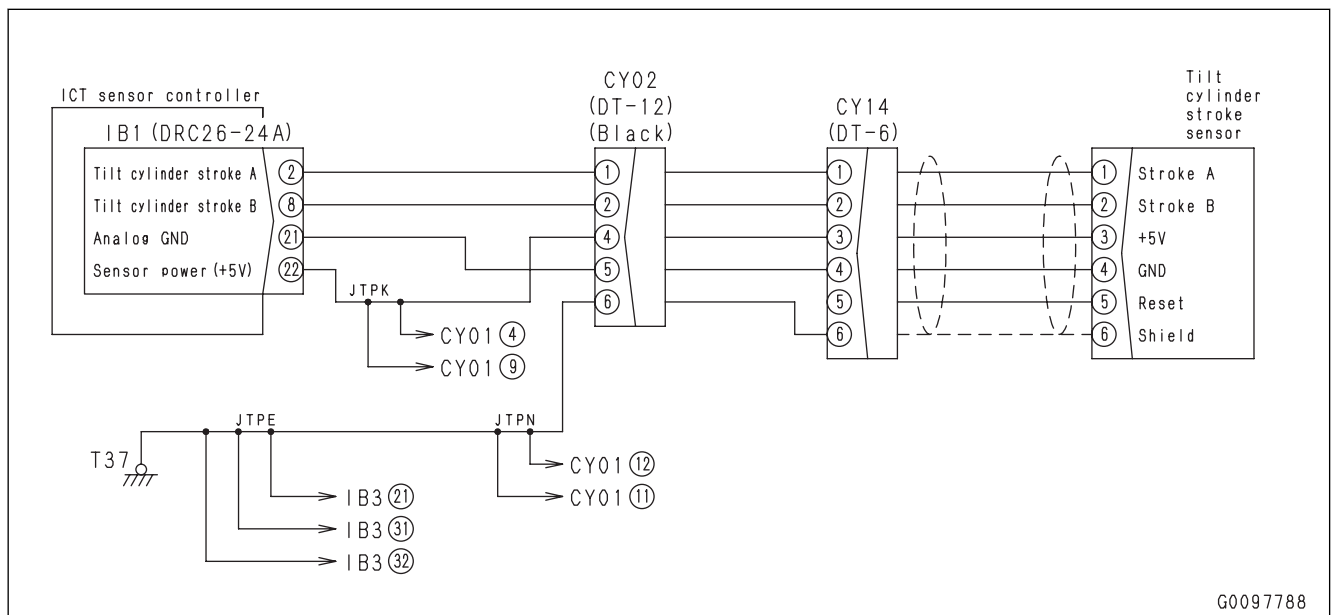 ICT sensor controller
IB1 (DRC26-24A)
Tilt cylinder stroke A ②
Tilt cylinder stroke B ⑧
Analog GND ㉑
Sensor power (+5V) ㉒
JTPK
CY01 ④
CY01 ⑨
CY02
(DT-12)
(Black)
①
②
④
⑤
⑥
CY14
(DT-6)
①
②
③
④
⑤
⑥
Tilt
cylinder
stroke
sensor
① Stroke A
② Stroke B
③ +5V
④ GND
⑤ Reset
⑥ Shield
JTPE
JTPN
T37
CY01 ⑫
CY01 ⑪
IB3 ㉑
IB3 ㉛
IB3 ㉜
G0097788